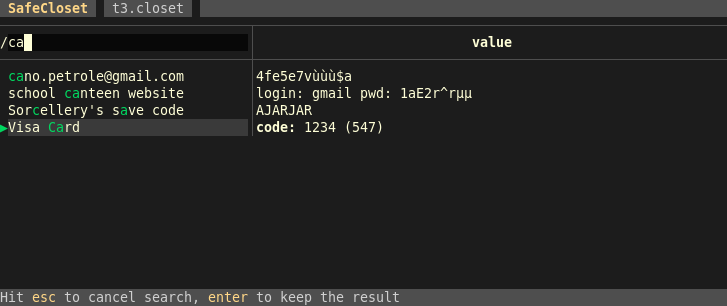 SafeCloset t3.closet
/ca value
cano.petrole@gmail.com 4fe5e7vùùù$a
school canteen website login: gmail pwd: 1aE2r^rµµ
Sorcellery's save code AJARJAR
▶Visa Card code: 1234 (547)
Hit esc to cancel search, enter to keep the result